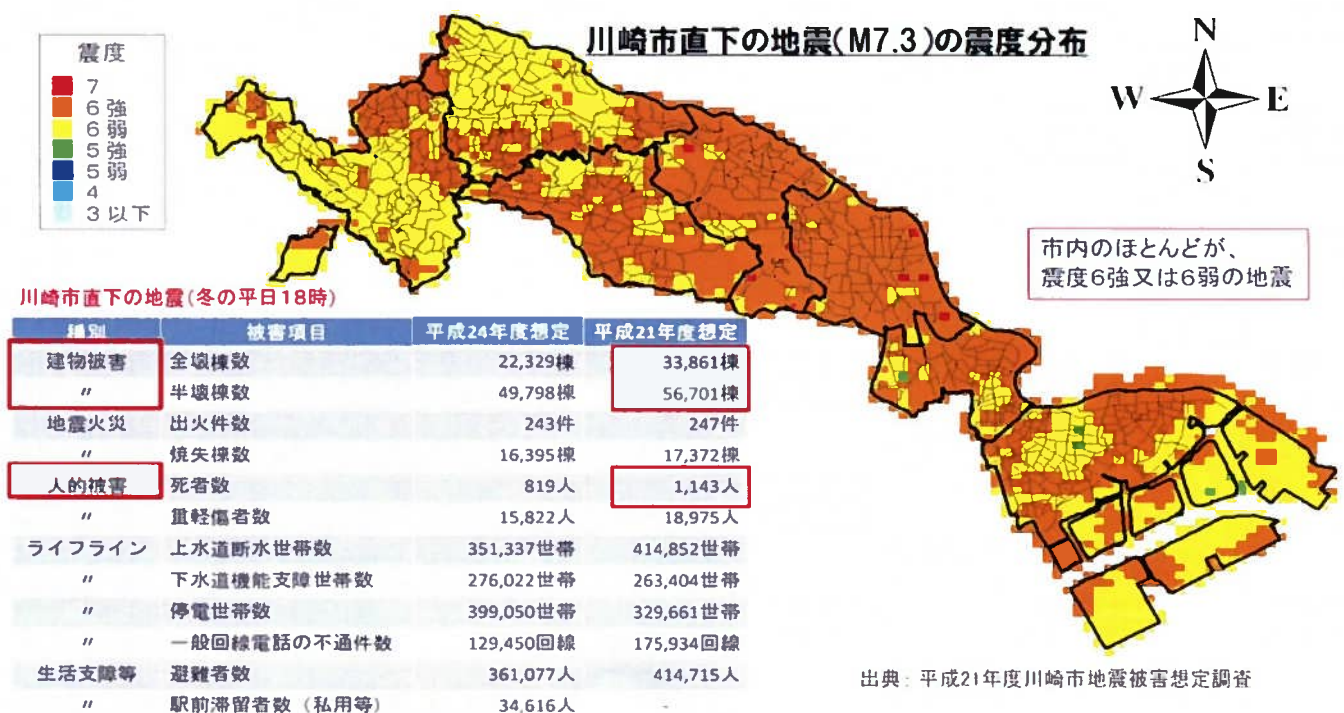 川崎市直下の地震(M7.3)の震度分布
震度
7
6強
6弱
5強
5弱
4
3以下
N
W E
S
市内のほとんどが、
震度6強又は6弱の地震
川崎市直下の地震(冬の平日18時)
種別 被害項目 平成24年度想定 平成21年度想定
建物被害 全壊棟数 22,329棟 33,861棟
〃 半壊棟数 49,798棟 56,701棟
地震火災 出火件数 243件 247件
〃 焼失棟数 16,395棟 17,372棟
人的被害 死者数 819人 1,143人
〃 重軽傷者数 15,822人 18,975人
ライフライン 上水道断水世帯数 351,337世帯 414,852世帯
〃 下水道機能支障世帯数 276,022世帯 263,404世帯
〃 停電世帯数 399,050世帯 329,661世帯
〃 一般回線電話の不通件数 129,450回線 175,934回線
生活支障等 避難者数 361,077人 414,715人
〃 駅前滞留者数（私用等） 34,616人 -
出典: 平成21年度川崎市地震被害想定調査